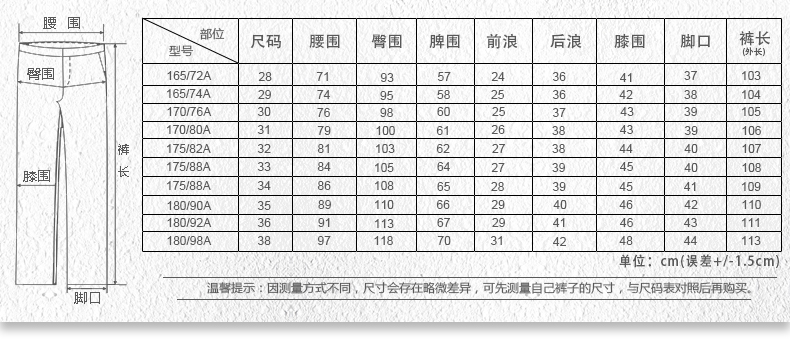 腰 围
臀围
裤长
膝围
脚口
部位
型号 尺码 腰围 臀围 脾围 前浪 后浪 膝围 脚口 裤长
(外长)
165/72A 28 71 93 57 24 36 41 37 103
165/74A 29 74 95 58 25 36 42 38 104
170/76A 30 76 98 60 25 37 43 39 105
170/80A 31 79 100 61 26 38 43 39 106
175/82A 32 81 103 62 27 38 44 40 107
175/88A 33 84 105 64 27 39 45 40 108
175/88A 34 86 108 65 28 39 45 41 109
180/90A 35 89 110 66 29 40 46 42 110
180/92A 36 91 113 67 29 41 46 43 111
180/98A 38 97 118 70 31 42 48 44 113
单位：cm(误差+/-1.5cm)
温馨提示：因测量方式不同，尺寸会存在略微差异，可先测量自己裤子的尺寸，与尺码表对照后再购买。